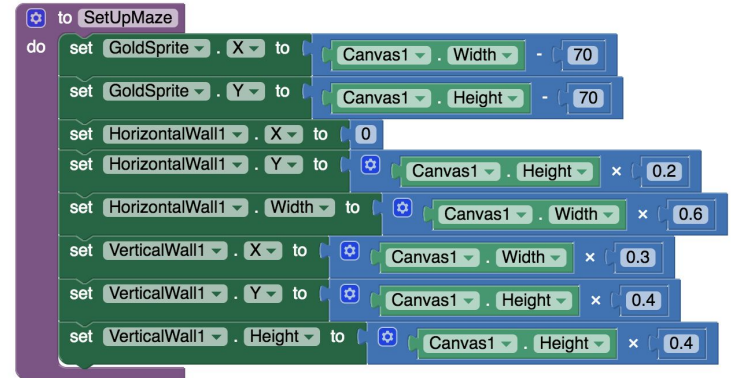 to SetUpMaze
do set GoldSprite . X to Canvas1 . Width - 70
set GoldSprite . Y to Canvas1 . Height - 70
set HorizontalWall1 . X to 0
set HorizontalWall1 . Y to Canvas1 . Height × 0.2
set HorizontalWall1 . Width to Canvas1 . Width × 0.6
set VerticalWall1 . X to Canvas1 . Width × 0.3
set VerticalWall1 . Y to Canvas1 . Height × 0.4
set VerticalWall1 . Height to Canvas1 . Height × 0.4